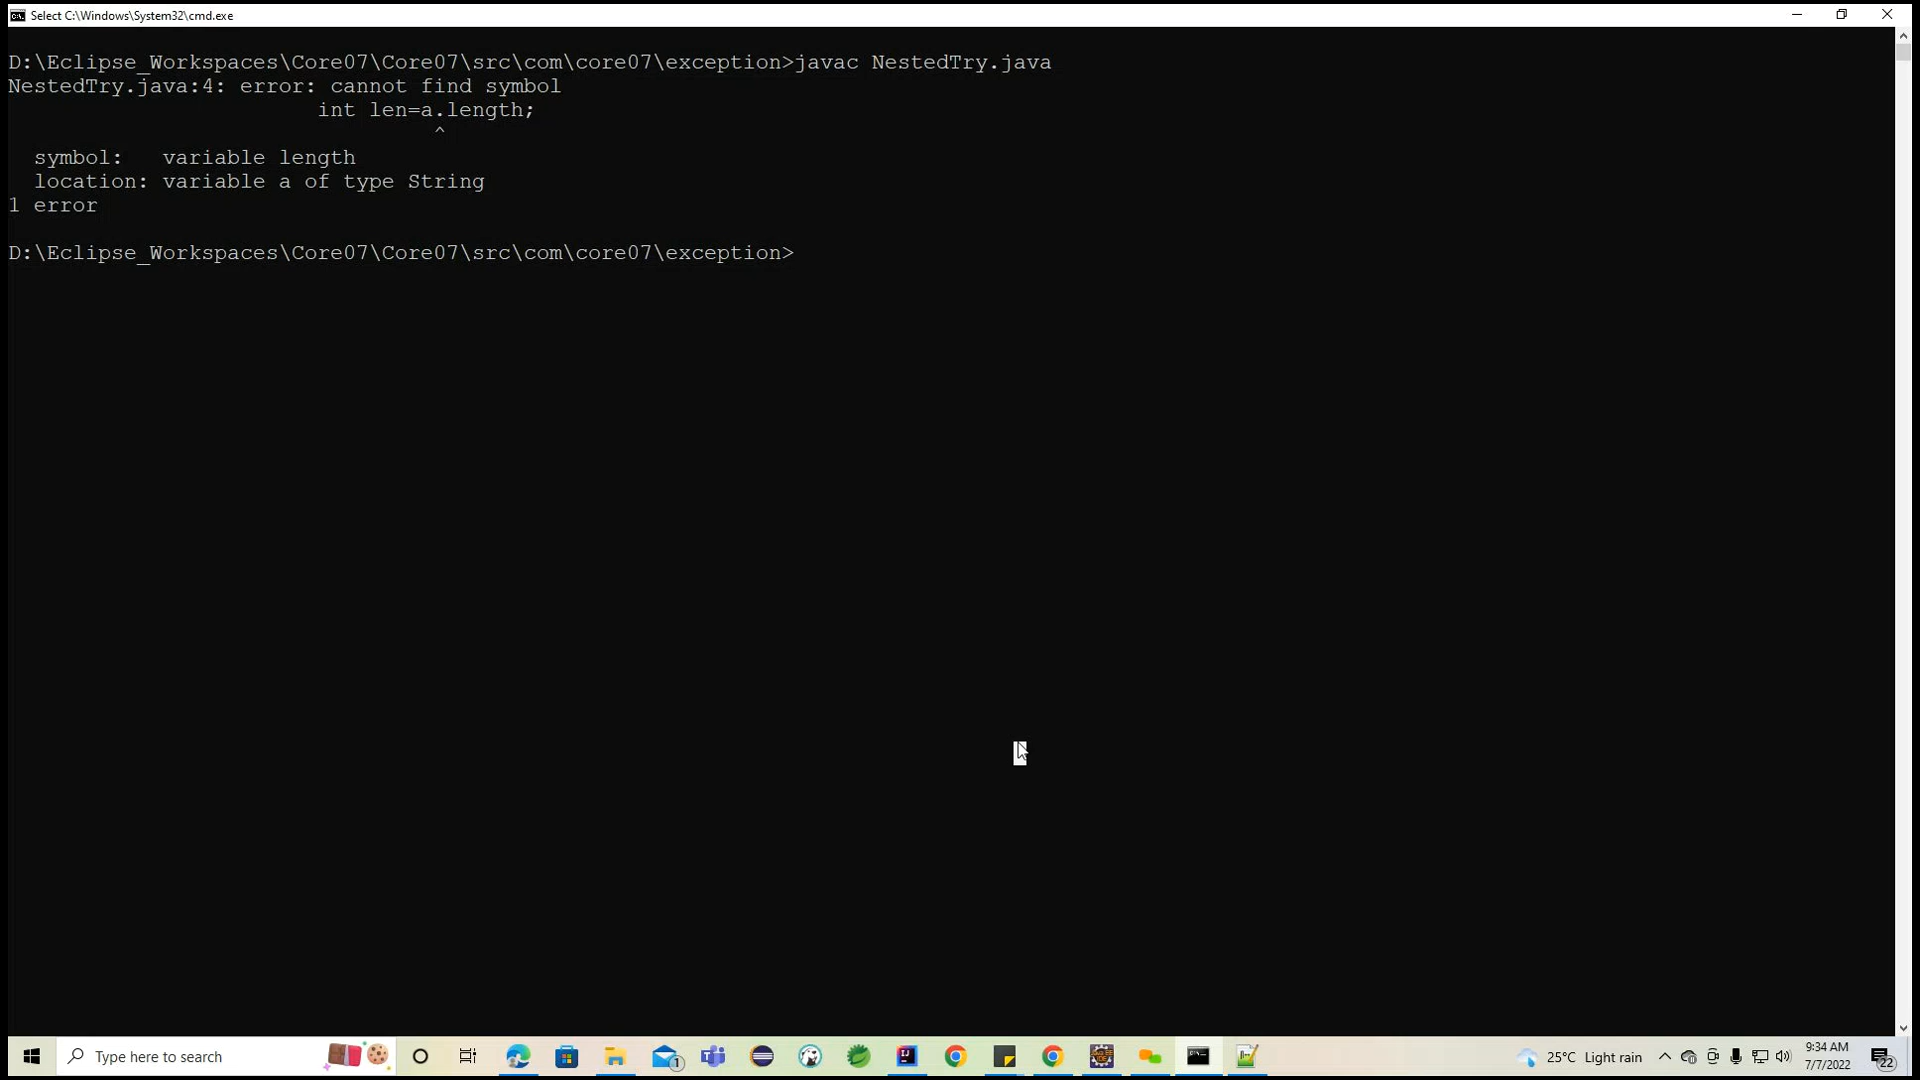 Select C:\Windows\System32\cmd.exe
D:\Eclipse_Workspaces\Core07\Core07\src\com\core07\exception>javac NestedTry.java
NestedTry.java:4: error: cannot find symbol
int len=a.length;
^
symbol:   variable length
location: variable a of type String
1 error
D:\Eclipse_Workspaces\Core07\Core07\src\com\core07\exception>
Type here to search
1
25°C Light rain
9:34 AM
7/7/2022
22